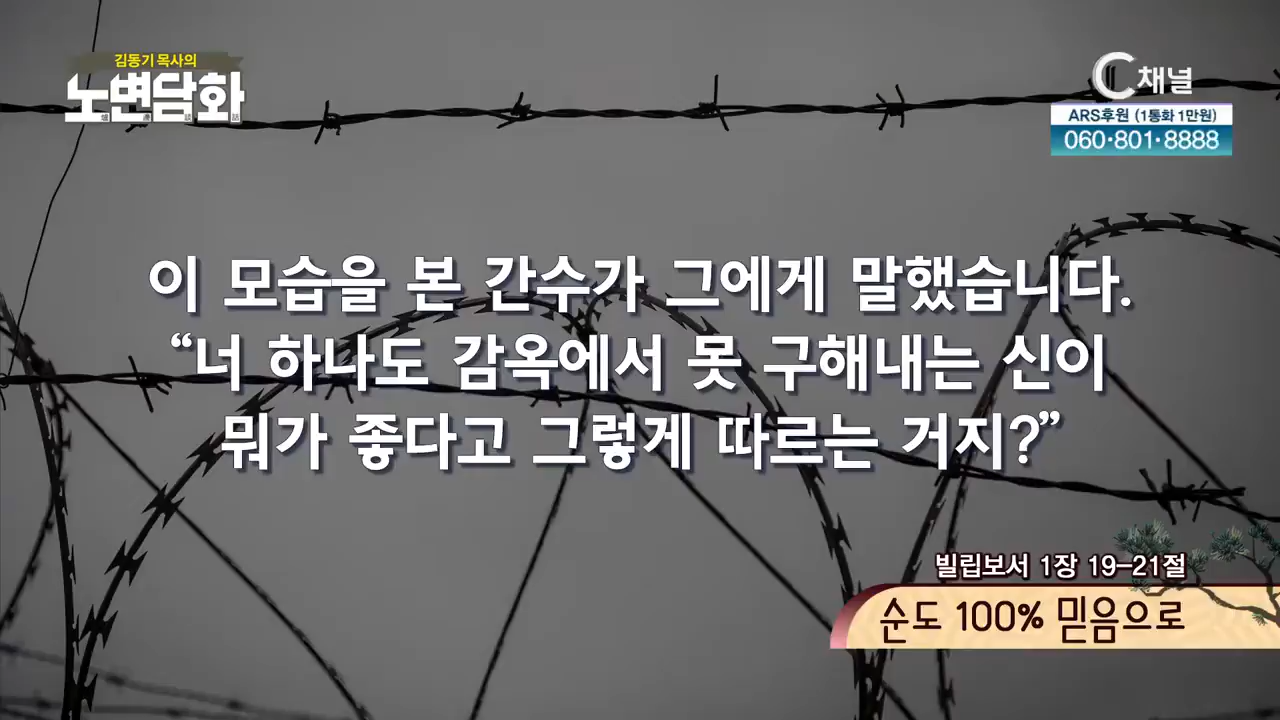 김동기 목사의
노변담화
C채널
ARS후원 (1통화 1만원)
060·801·8888
이 모습을 본 간수가 그에게 말했습니다.
“너 하나도 감옥에서 못 구해내는 신이
뭐가 좋다고 그렇게 따르는 거지?”
빌립보서 1장 19-21절
순도 100% 믿음으로